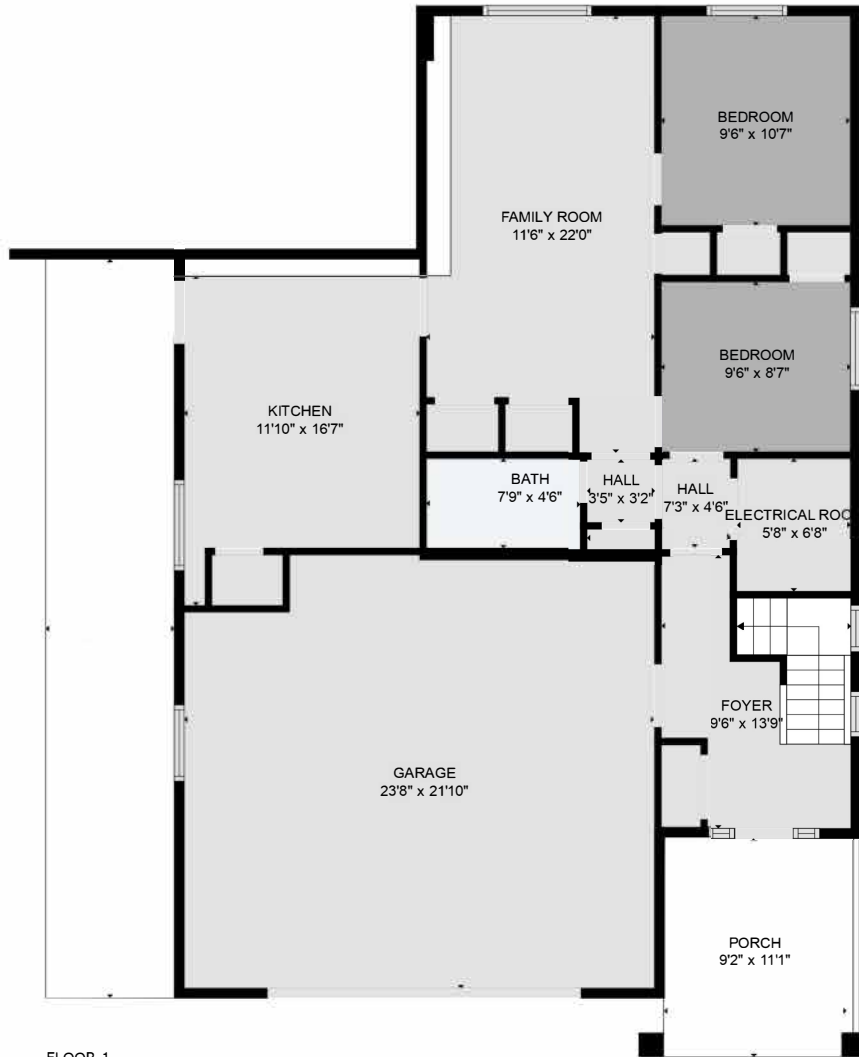 BEDROOM
9'6" x 10'7"
FAMILY ROOM
11'6" x 22'0"
BEDROOM
9'6" x 8'7"
KITCHEN
11'10" x 16'7"
BATH
7'9" x 4'6"
HALL
3'5" x 3'2"
HALL
7'3" x 4'6"
ELECTRICAL ROO
5'8" x 6'8"
FOYER
9'6" x 13'9"
GARAGE
23'8" x 21'10"
PORCH
9'2" x 11'1"
FLOOR 1